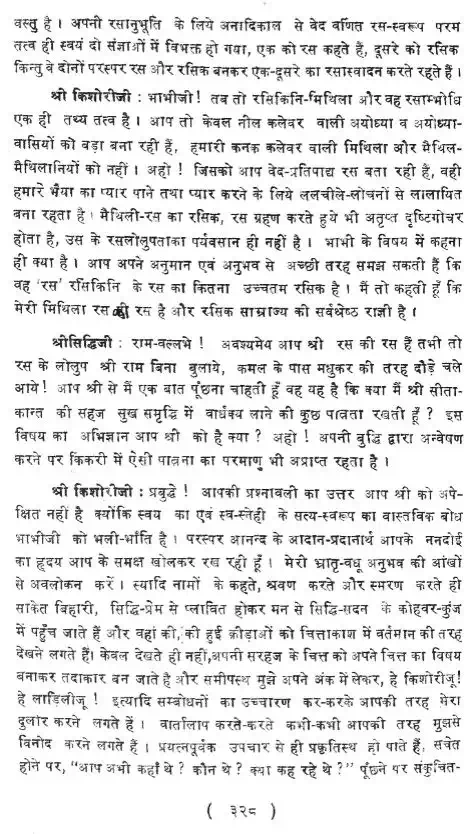 वस्तु है । अपनी रसानुभूति के लिये अनादिकाल से वेद वर्णित रस-स्वरूप परम
तत्व ही स्वयं दो संज्ञाओं में विभक्त हो गया, एक को रस कहते हैं, दूसरे को रसिक
किन्तु वे दोनों परस्पर रस और रसिक बनकर एक-दूसरे का रसास्वादन करते रहते हैं ।
श्री किशोरीजी : भाभीजी ! तब तो रसिकिनि-मिथिला और वह रसाम्भोधि
एक ही तथ्य तत्व है । आप तो केवल नील कलेवर वाली अयोध्या व अयोध्या-
वासियों को बड़ा बना रही हैं, हमारी कनक कलेवर वाली मिथिला और मैथिल-
मैथिलानियों को नहीं । अहो ! जिसको आप वेद-प्रतिपाद्य रस बता रही हैं, वही
हमारे भैया का प्यार पाने तथा प्यार करने के लिये ललचीले-लोचनों से लालायित
बना रहता है । मैथिली-रस का रसिक, रस ग्रहण करते हुये भी अतृप्त दृष्टिगोचर
होता है, उस के रसलोलुपताका पर्यवसान ही नहीं है । भाभी के विषय में कहना
ही क्या है । आप अपने अनुमान एवं अनुभव से अच्छी तरह समझ सकती हैं कि
वह 'रस' रसिकिनि के रस का कितना उच्चतम रसिक है । मैं तो कहती हूँ कि
मेरी मिथिला रस ही रस है और रसिक साम्राज्य की सर्वश्रेष्ठ राज्ञी है ।
श्रीसिद्धिजी : राम-वल्लभे ! अवश्यमेव आप श्री रस की रस हैं तभी तो
रस के लोलुप श्री राम बिना बुलाये, कमल के पास मधुकर की तरह दौड़े चले
आये ! आप श्री से मैं एक बात पूंछना चाहती हूँ वह यह है कि क्या मैं श्री सीता-
कान्त की सहज सुख समृद्धि में वार्धक्य लाने की कुछ पात्रता रखती हूँ ? इस
विषय का अभिज्ञान आप श्री को है क्या ? अहो ! अपनी बुद्धि द्वारा अन्वेषण
करने पर किंकरी में ऐसी पात्रना का परमाणु भी अप्राप्त रहता है ।
श्री किशोरीजी : प्रवुद्धे ! आपकी प्रश्नावली का उत्तर आप श्री को अपे-
क्षित नहीं है क्योंकि स्वय का एवं स्व-स्नेही के सत्य-स्वरूप का वास्तविक बोध
भाभीजी को भली-भाँति है । परस्पर आनन्द के आदान-प्रदानार्थ आपके ननदोई
का हृदय आप के समक्ष खोलकर रख रही हूँ । मेरी भ्रातृ-वधू अनुभव की आंखों
से अवलोकन करें । स्यादि नामों के कहते, श्रवण करते और स्मरण करते ही
साकेत बिहारी, सिद्धि-प्रेम से प्लावित होकर मन से सिद्धि-सदन के कोहवर-कुंज
में पहुँच जाते हैं और वहां की, की हुई क्रीड़ाओं को चित्ताकाश में वर्तमान की तरह
देखने लगते हैं। केवल देखते ही नहीं,अपनी सरहज के चित्त को अपने चित्त का विषय
बनाकर तदाकार बन जाते है और समीपस्थ मुझे अपने अंक में लेकर, हे किशोरीजू!
हे लाड़िलीजू ! इत्यादि सम्बोधनों का उच्चारण कर-करके आपकी तरह मेरा
दुलार करने लगते हैं । वार्तालाप करते-करते कभी-कभी आपकी तरह मुझसे
विनोद करने लगते हैं । प्रयत्नपूर्वक उपचार से ही प्रकृतिस्थ हो पाते हैं, सचेत
होने पर, "आप अभी कहाँ थे ? कौन थे ? क्या कह रहे थे ?" पूंछने पर संकुचित-
( ३२८ )